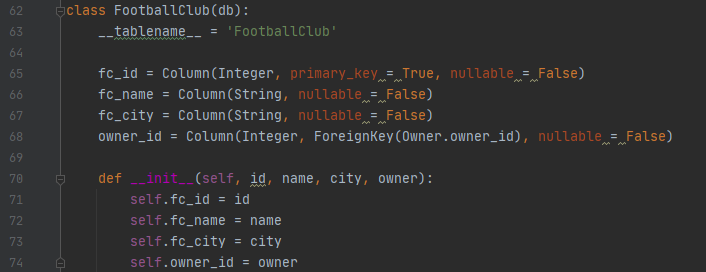 62 class FootballClub(db):
63 __tablename__ = 'FootballClub'
64
65 fc_id = Column(Integer, primary_key = True, nullable = False)
66 fc_name = Column(String, nullable = False)
67 fc_city = Column(String, nullable = False)
68 owner_id = Column(Integer, ForeignKey(Owner.owner_id), nullable = False)
69
70 def __init__(self, id, name, city, owner):
71 self.fc_id = id
72 self.fc_name = name
73 self.fc_city = city
74 self.owner_id = owner